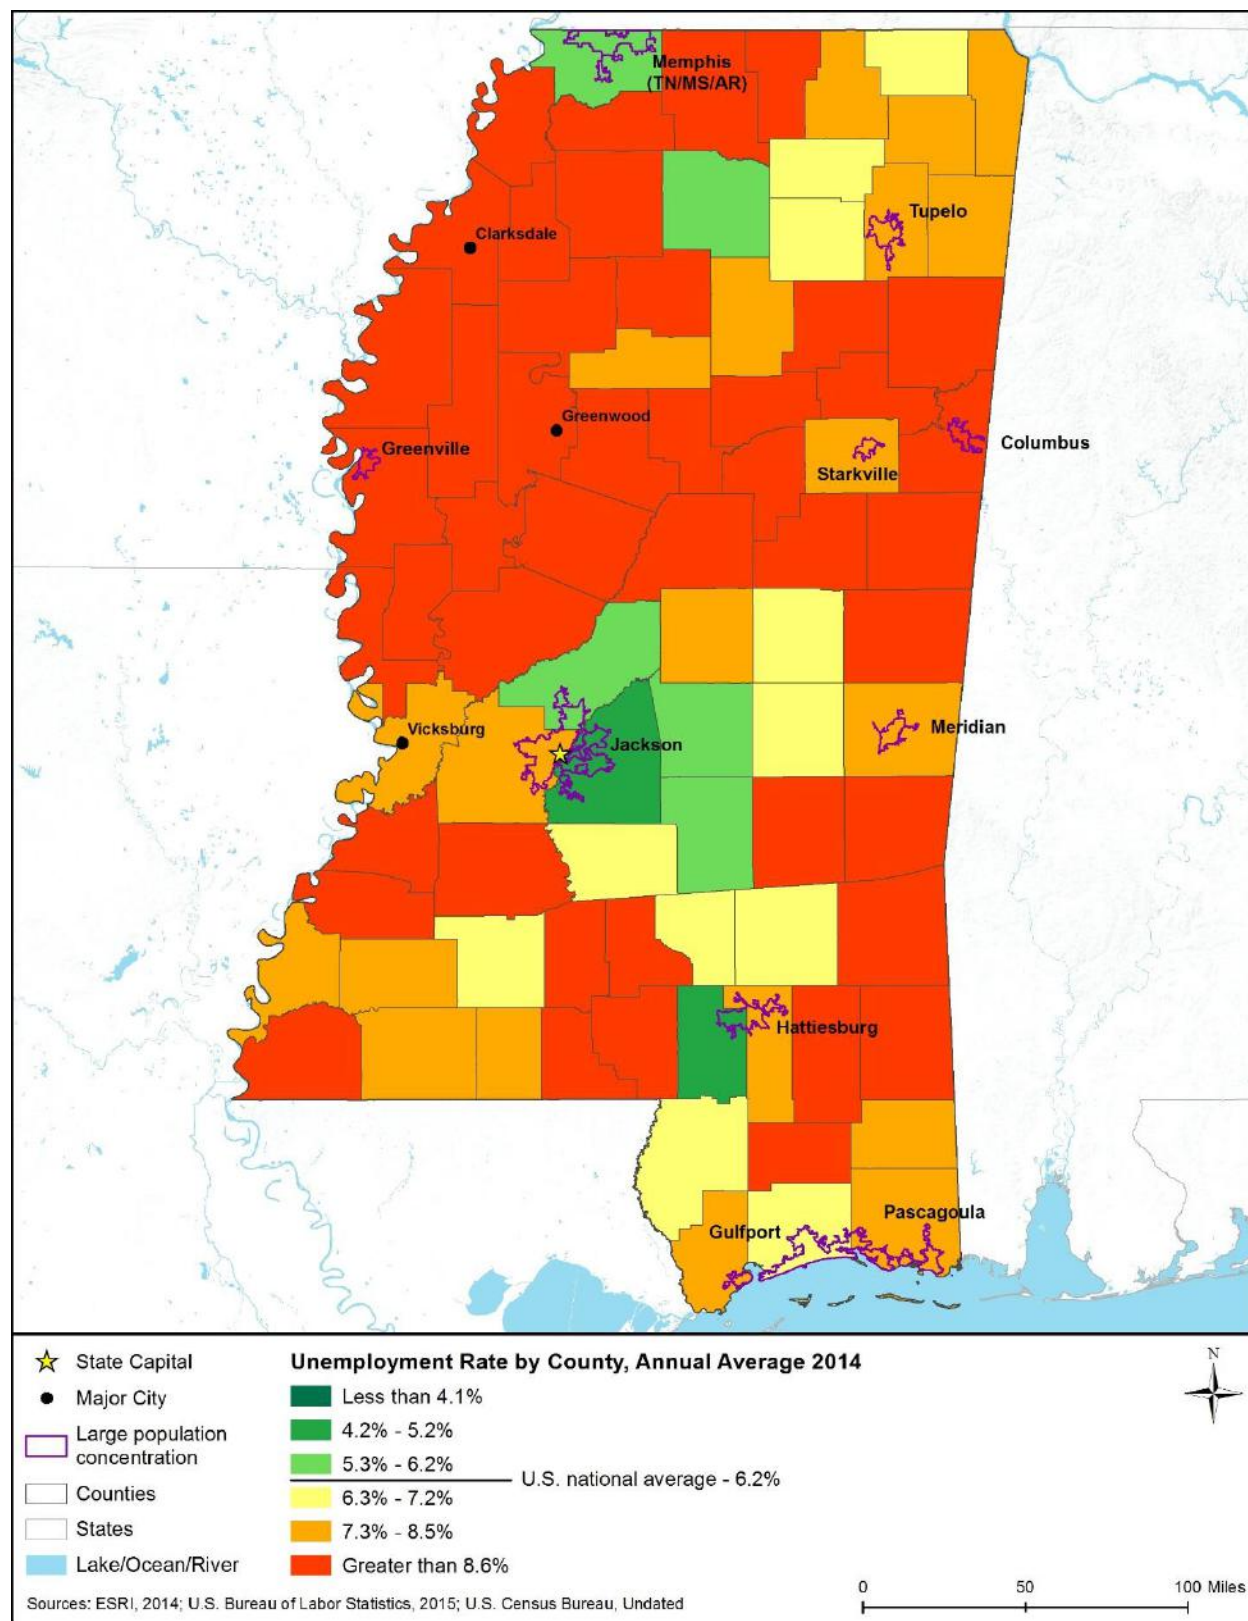 Memphis
(TN/MS/AR)
Tupelo
Clarksdale
Greenwood
Greenville
Columbus
Starkville
Meridian
Vicksburg
Jackson
Hattiesburg
Pascagoula
Gulfport
State Capital
Major City
Large population
concentration
Counties
States
Lake/Ocean/River
Unemployment Rate by County, Annual Average 2014
Less than 4.1%
4.2% - 5.2%
5.3% - 6.2%
U.S. national average - 6.2%
6.3% - 7.2%
7.3% - 8.5%
Greater than 8.6%
N
0 50 100 Miles
Sources: ESRI, 2014; U.S. Bureau of Labor Statistics, 2015; U.S. Census Bureau, Undated